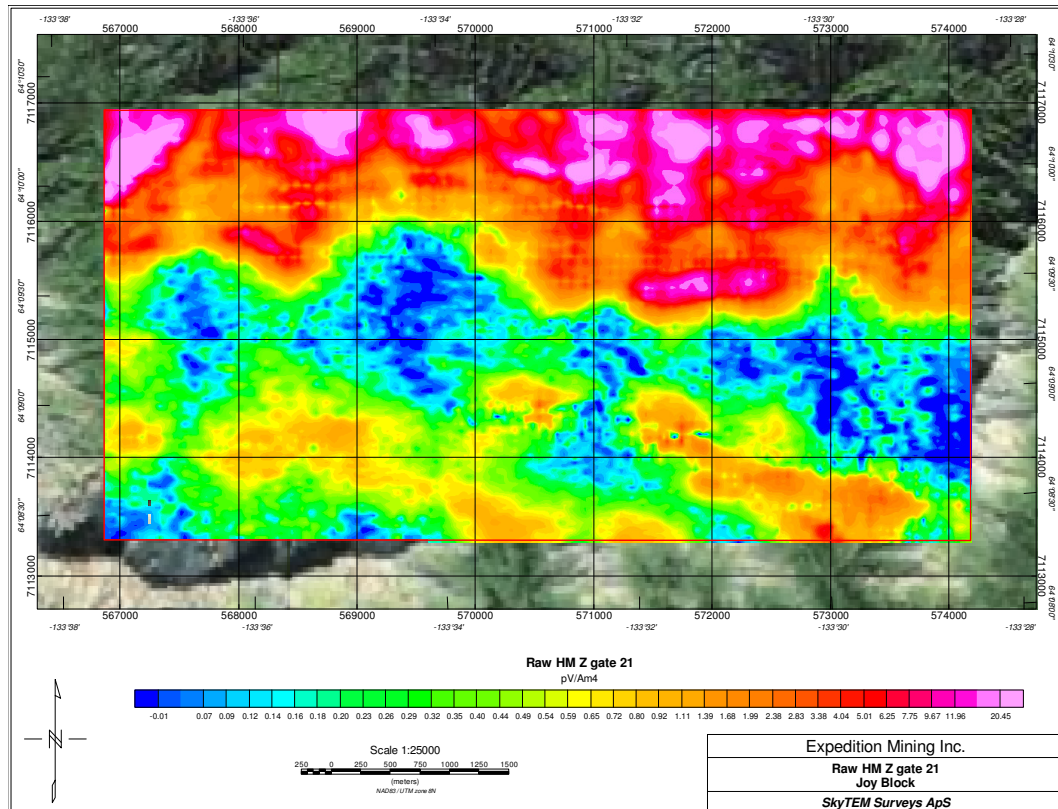 -133°38' -133°36' -133°34' -133°32' -133°30' -133°28'
567000 568000 569000 570000 571000 572000 573000 574000
64°10'30" 7117000 7117000 64°10'30"
64°10'00" 7116000 7116000 64°10'00"
64°09'30" 7115000 7115000 64°09'30"
64°09'00" 7114000 7114000 64°09'00"
64°08'30" 7113000 7113000 64°08'30"
64°08'00"
567000 568000 569000 570000 571000 572000 573000 574000
-133°38' -133°36' -133°34' -133°32' -133°30' -133°28'
Raw HM Z gate 21
pV/Am4
-0.01 0.07 0.09 0.12 0.14 0.16 0.18 0.20 0.23 0.26 0.29 0.32 0.35 0.40 0.44 0.49 0.54 0.59 0.65 0.72 0.80 0.92 1.11 1.39 1.68 1.99 2.38 2.83 3.38 4.04 5.01 6.25 7.75 9.67 11.96 20.45
N
Scale 1:25000
250 0 250 500 750 1000 1250 1500
(meters)
NAD83 / UTM zone 8N
Expedition Mining Inc.
Raw HM Z gate 21
Joy Block
SkyTEM Surveys ApS